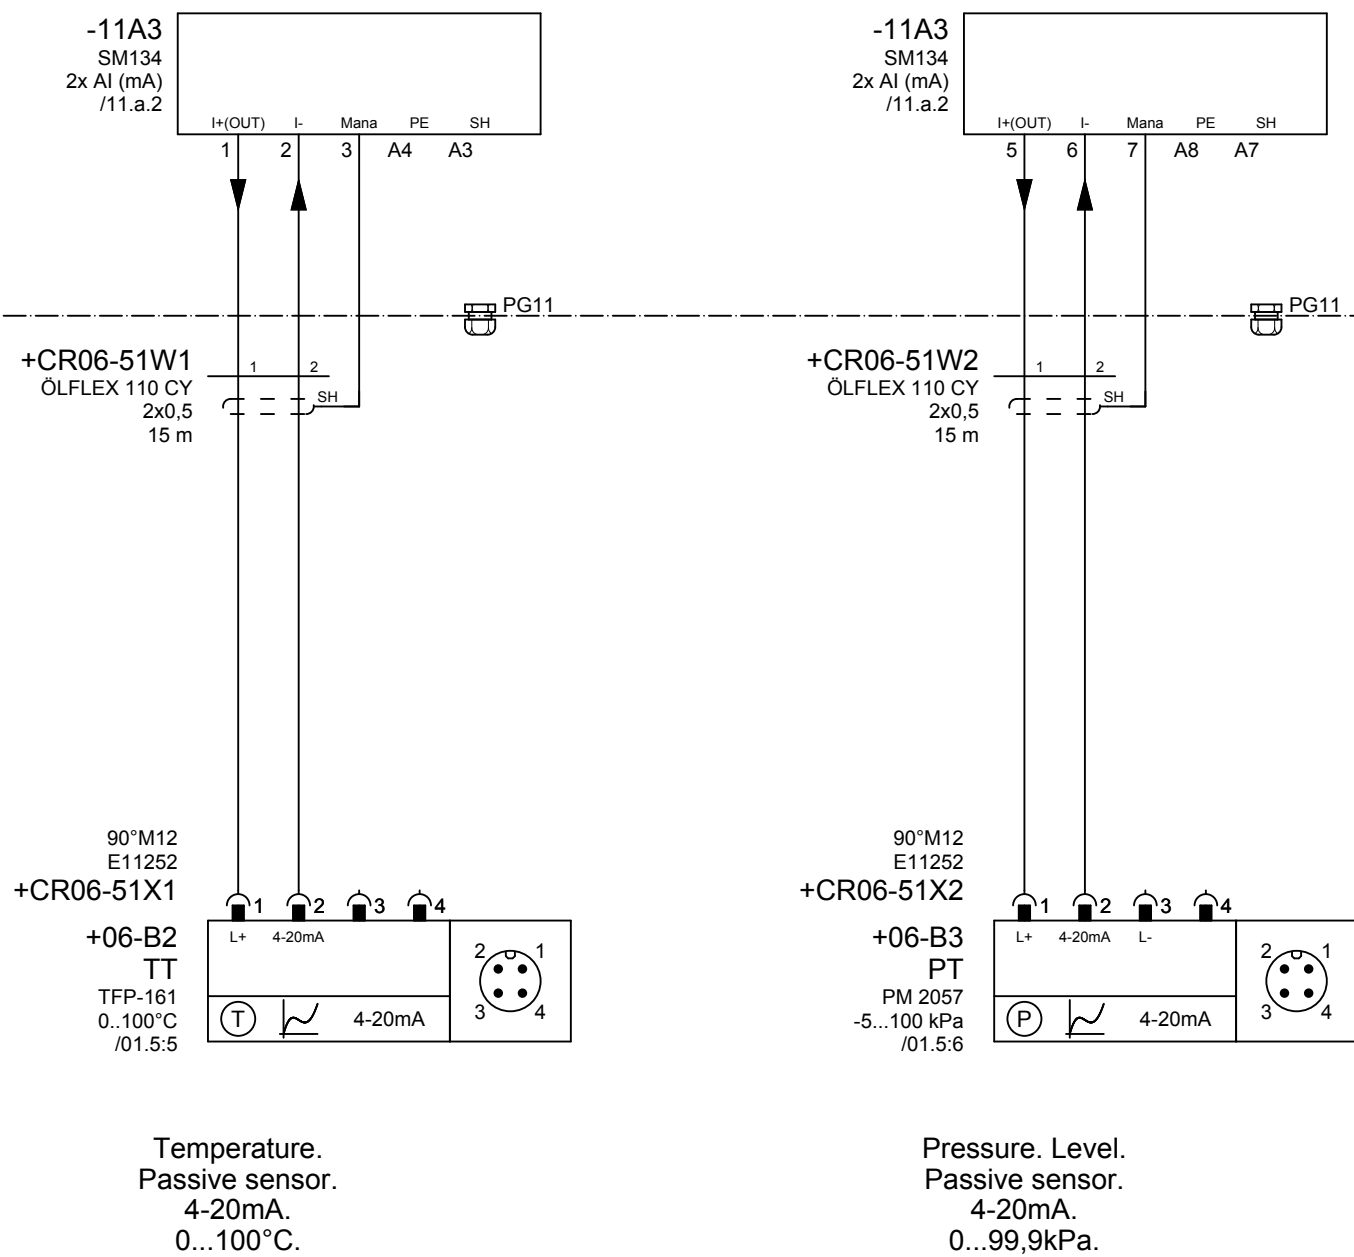 -11A3
SM134
2x AI (mA)
/11.a.2
I+(OUT) I- Mana PE SH
1 2 3 A4 A3
PG11
+CR06-51W1
ÖLFLEX 110 CY
2x0,5
15 m
1 2
SH
90°M12
E11252
+CR06-51X1
1 2 3 4
+06-B2
TT
TFP-161
0..100°C
/01.5:5
L+ 4-20mA
T 4-20mA
2 1
3 4
Temperature.
Passive sensor.
4-20mA.
0...100°C.
-11A3
SM134
2x AI (mA)
/11.a.2
I+(OUT) I- Mana PE SH
5 6 7 A8 A7
PG11
+CR06-51W2
ÖLFLEX 110 CY
2x0,5
15 m
1 2
SH
90°M12
E11252
+CR06-51X2
1 2 3 4
+06-B3
PT
PM 2057
-5...100 kPa
/01.5:6
L+ 4-20mA L-
P 4-20mA
2 1
3 4
Pressure. Level.
Passive sensor.
4-20mA.
0...99,9kPa.